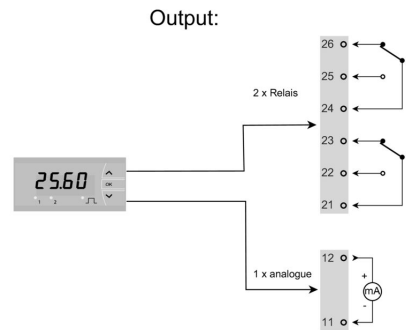 Output:
26
25
2 x Relais
24
23
25.60
OK
1 2
22
21
12
+
1 x analogue
mA
-
11